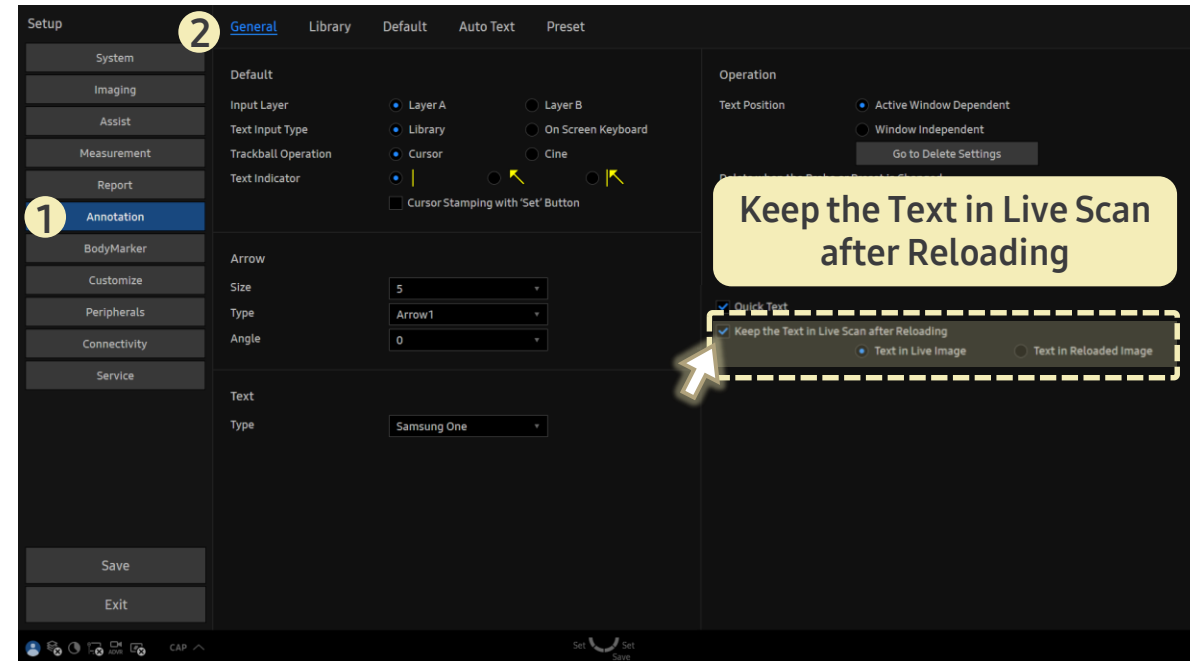 Setup
2
General
Library
Default
Auto Text
Preset
System
Imaging
Assist
Measurement
Report
1
Annotation
BodyMarker
Customize
Peripherals
Connectivity
Service
Save
Exit
Default
Input Layer
Layer A
Layer B
Text Input Type
Library
On Screen Keyboard
Trackball Operation
Cursor
Cine
Text Indicator
Cursor Stamping with 'Set' Button
Arrow
Size
5
Type
Arrow1
Angle
0
Text
Type
Samsung One
Operation
Text Position
Active Window Dependent
Window Independent
Go to Delete Settings
Keep the Text in Live Scan
after Reloading
Quick Text
Keep the Text in Live Scan after Reloading
Text in Live Image
Text in Reloaded Image
ADVR
CAP
Set
Set
Save